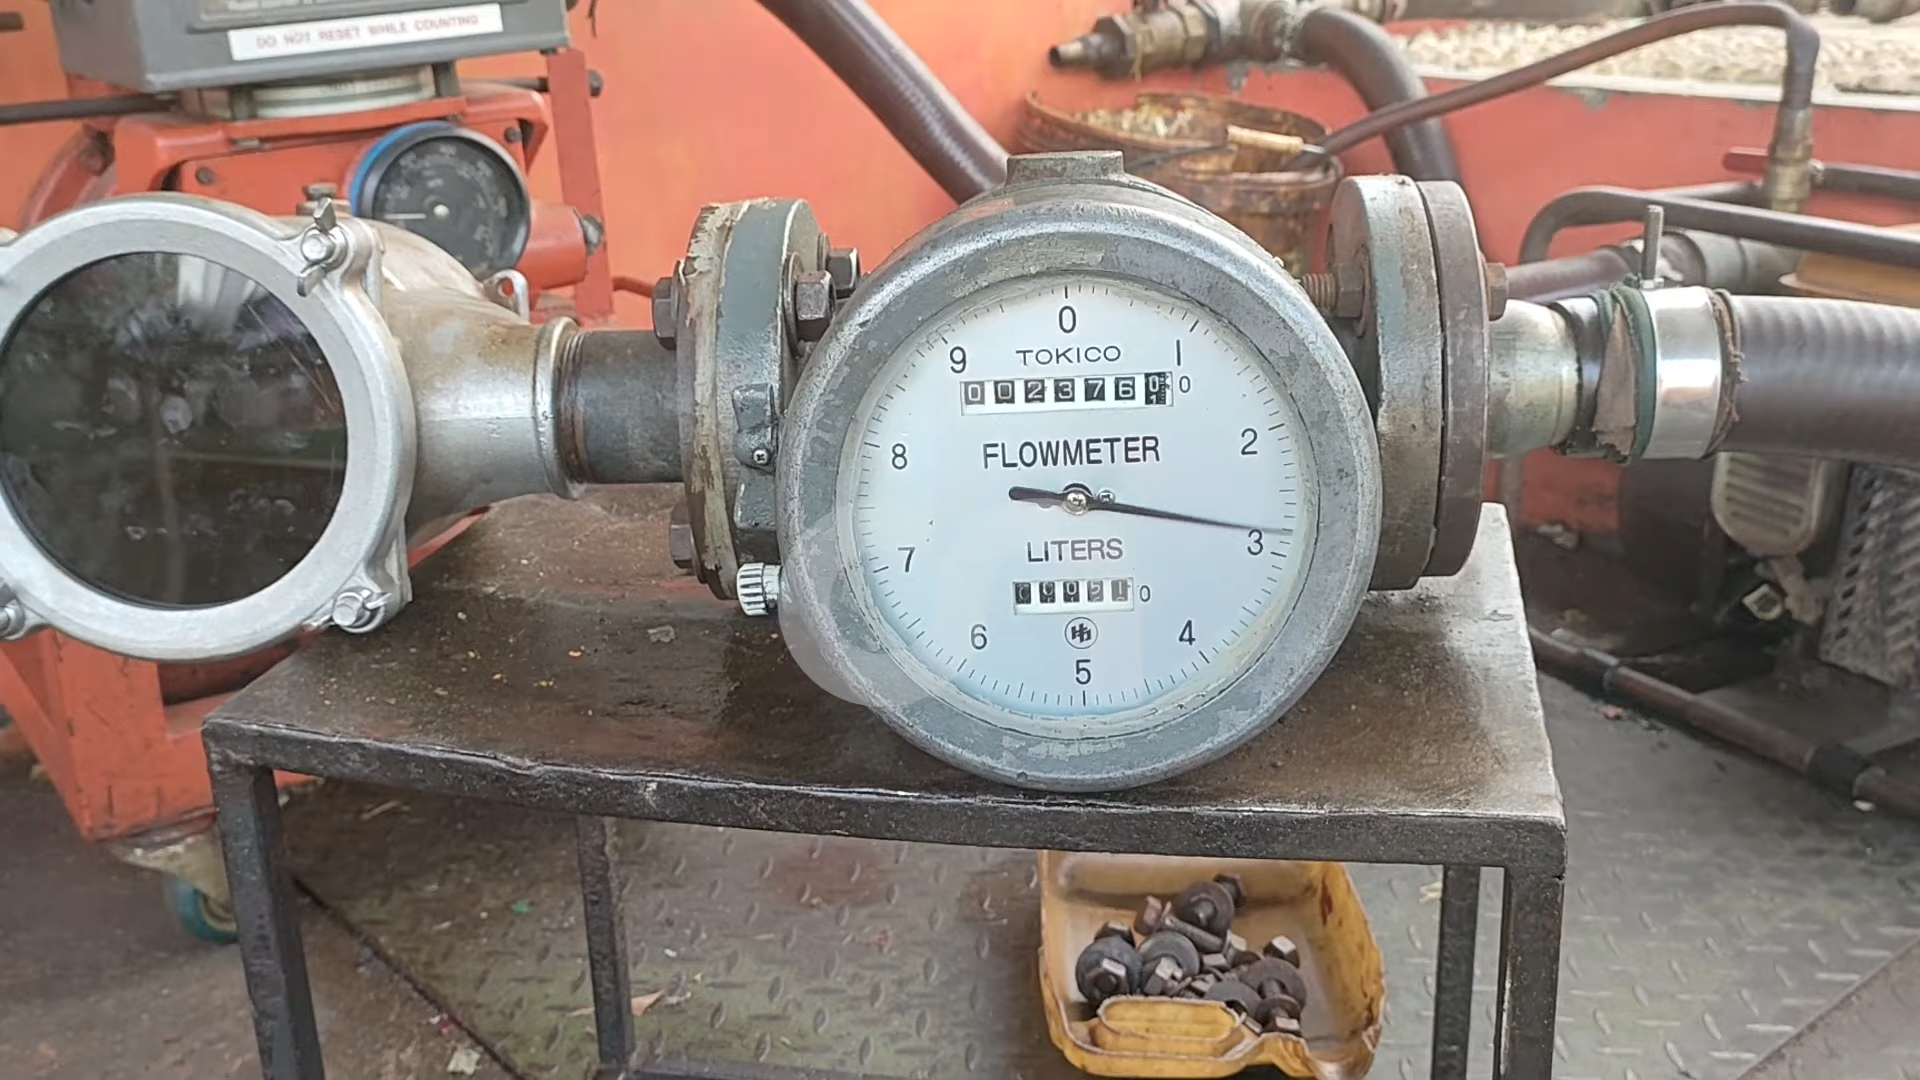 DO NOT RESET WHILE COUNTING
0
9 TOKICO 1
0023760 0
8 FLOWMETER 2
7 LITERS 3
00051 0
6 4
5